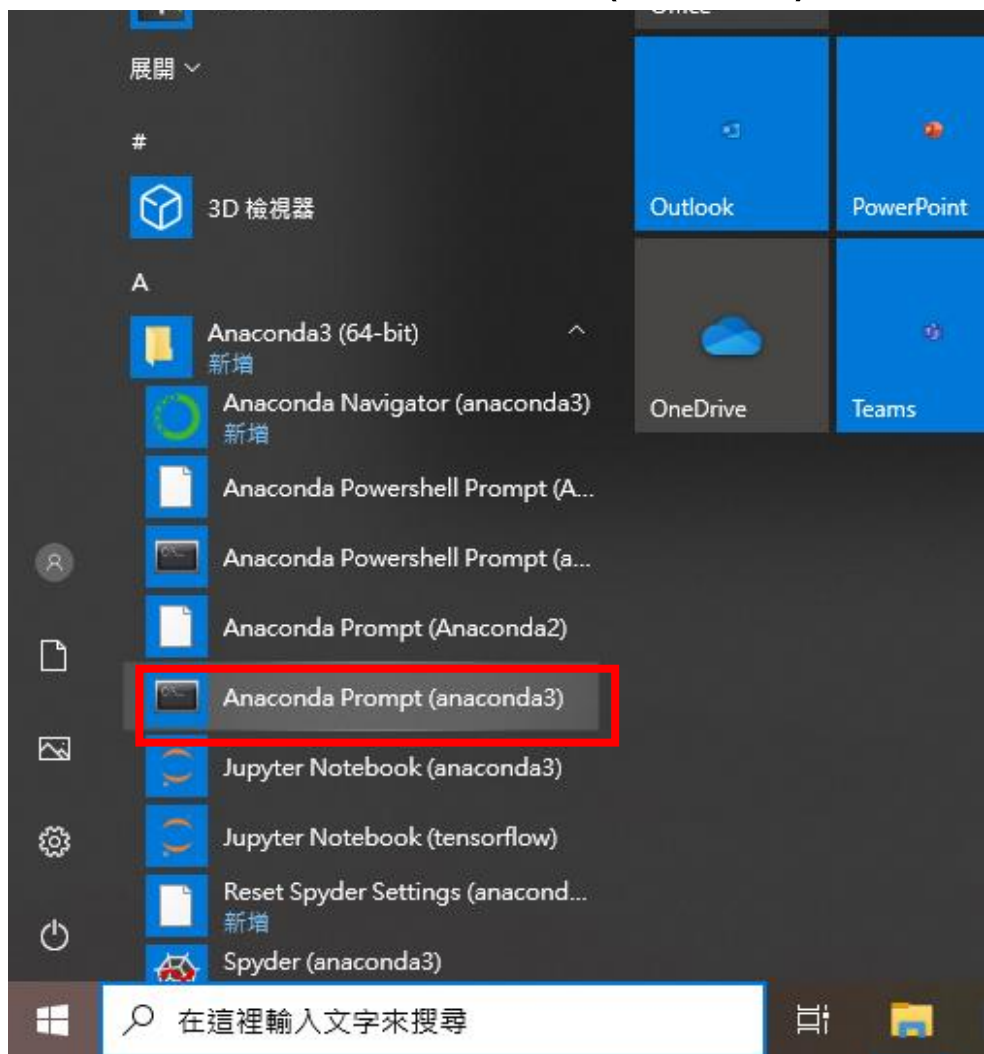 展開
#
3D 檢視器
A
Anaconda3 (64-bit)
新增
Anaconda Navigator (anaconda3)
新增
Anaconda Powershell Prompt (A...
Anaconda Powershell Prompt (a...
Anaconda Prompt (Anaconda2)
Anaconda Prompt (anaconda3)
Jupyter Notebook (anaconda3)
Jupyter Notebook (tensorflow)
Reset Spyder Settings (anacond...
新增
Spyder (anaconda3)
Outlook
PowerPoint
OneDrive
Teams
在這裡輸入文字來搜尋